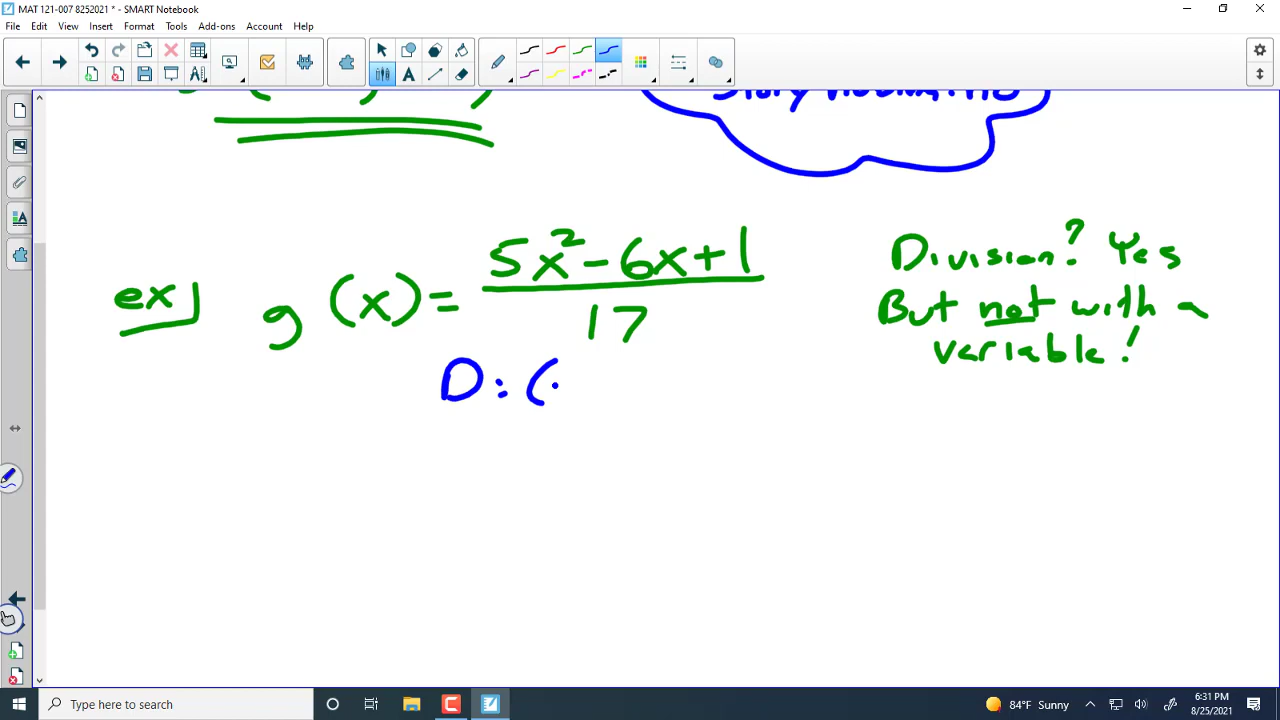 MAT 121-007 8252021 * - SMART Notebook
File Edit View Insert Format Tools Add-ons Account Help
ex] g(x) = 5x² - 6x + 1
17
Division? Yes
But not with a
variable!
D: (
Type here to search
84°F Sunny
6:31 PM
8/25/2021